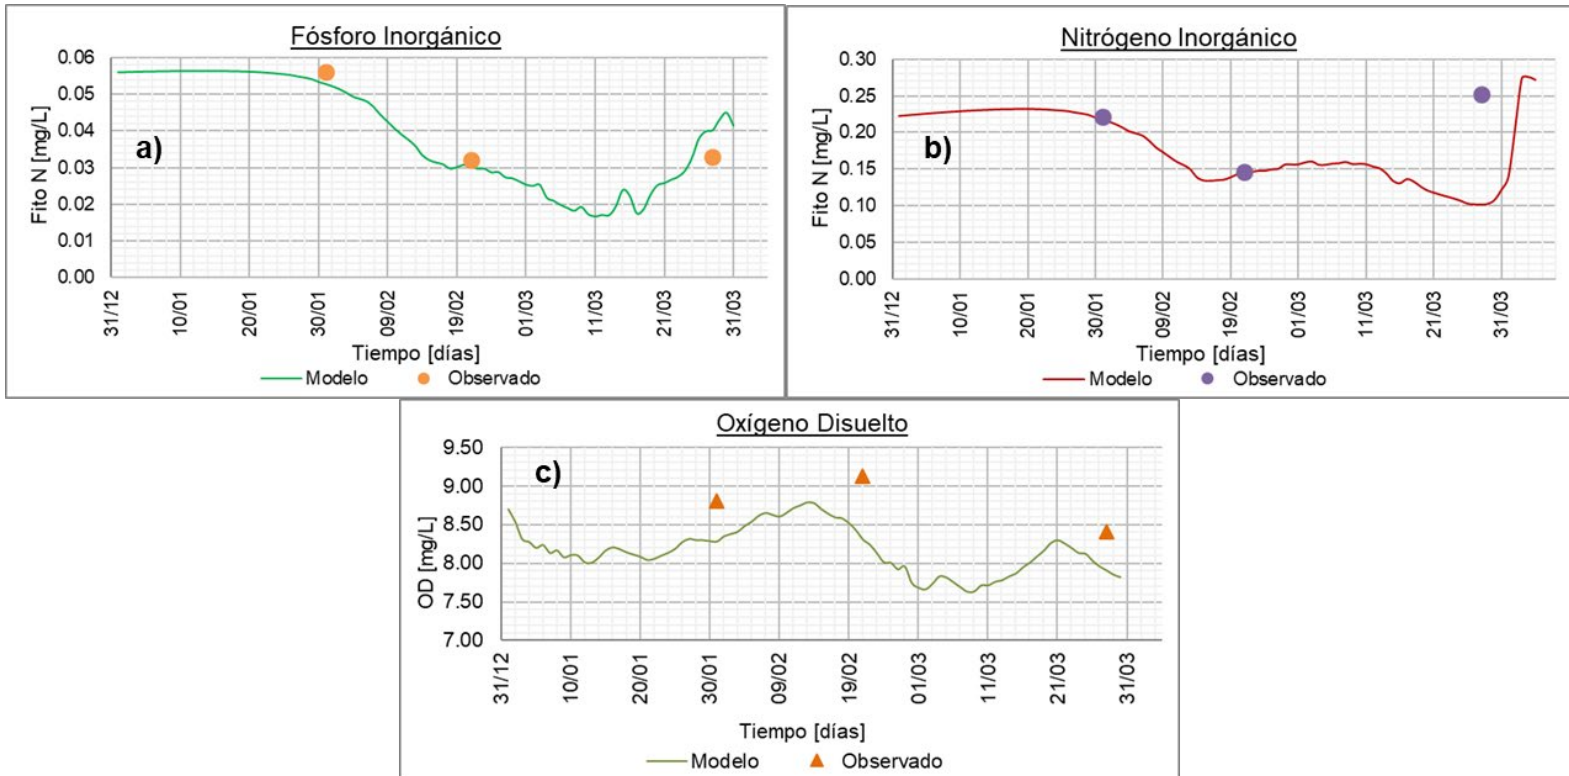 Fósforo Inorgánico
a)
Fito N [mg/L]
0.06
0.05
0.04
0.03
0.02
0.01
0.00
31/12 10/01 20/01 30/01 09/02 19/02 01/03 11/03 21/03 31/03
Tiempo [días]
Modelo Observado
Nitrógeno Inorgánico
b)
Fito N [mg/L]
0.30
0.25
0.20
0.15
0.10
0.05
0.00
31/12 10/01 20/01 30/01 09/02 19/02 01/03 11/03 21/03 31/03
Tiempo [días]
Modelo Observado
Oxígeno Disuelto
c)
OD [mg/L]
9.50
9.00
8.50
8.00
7.50
7.00
31/12 10/01 20/01 30/01 09/02 19/02 01/03 11/03 21/03 31/03
Tiempo [días]
Modelo Observado